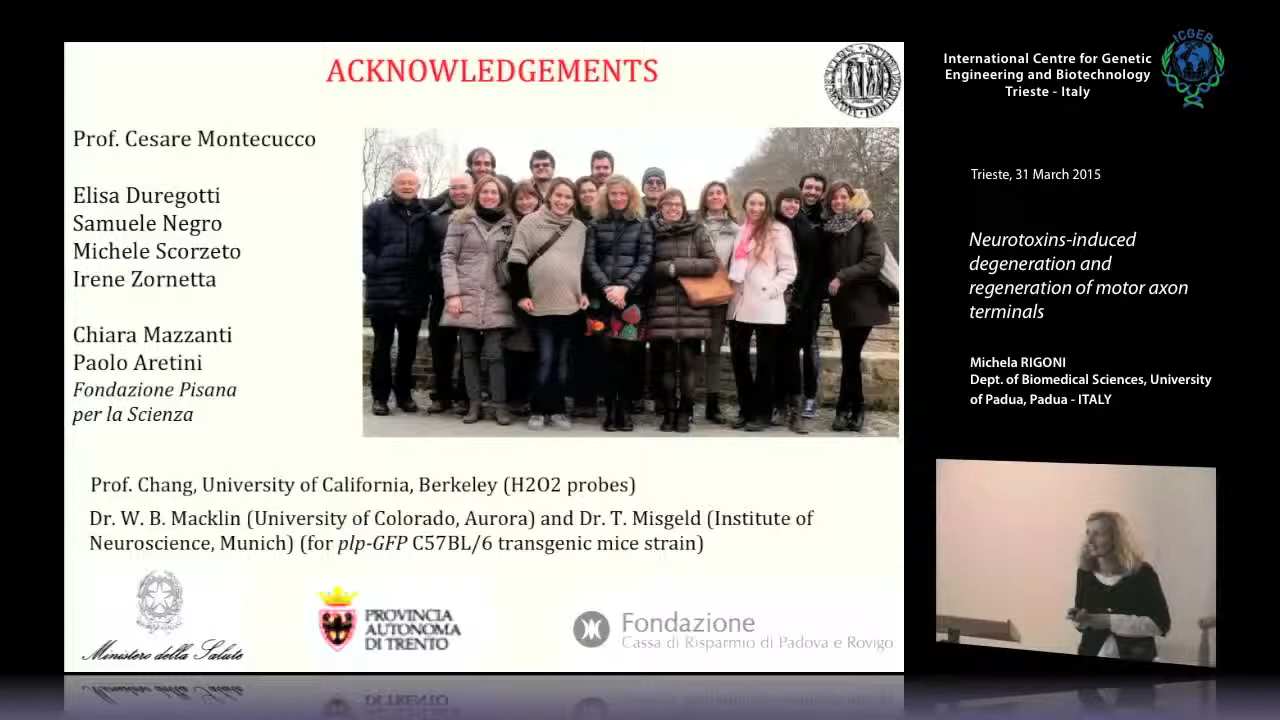 ACKNOWLEDGEMENTS
Prof. Cesare Montecucco
Elisa Duregotti
Samuele Negro
Michele Scorzeto
Irene Zornetta
Chiara Mazzanti
Paolo Aretini
Fondazione Pisana
per la Scienza
Prof. Chang, University of California, Berkeley (H2O2 probes)
Dr. W. B. Macklin (University of Colorado, Aurora) and Dr. T. Misgeld (Institute of
Neuroscience, Munich) (for plp-GFP C57BL/6 transgenic mice strain)
Ministero della Salute
PROVINCIA
AUTONOMA
DI TRENTO
Fondazione
Cassa di Risparmio di Padova e Rovigo
International Centre for Genetic
Engineering and Biotechnology
Trieste - Italy
ICGEB
Trieste, 31 March 2015
Neurotoxins-induced
degeneration and
regeneration of motor axon
terminals
Michela RIGONI
Dept. of Biomedical Sciences, University
of Padua, Padua - ITALY